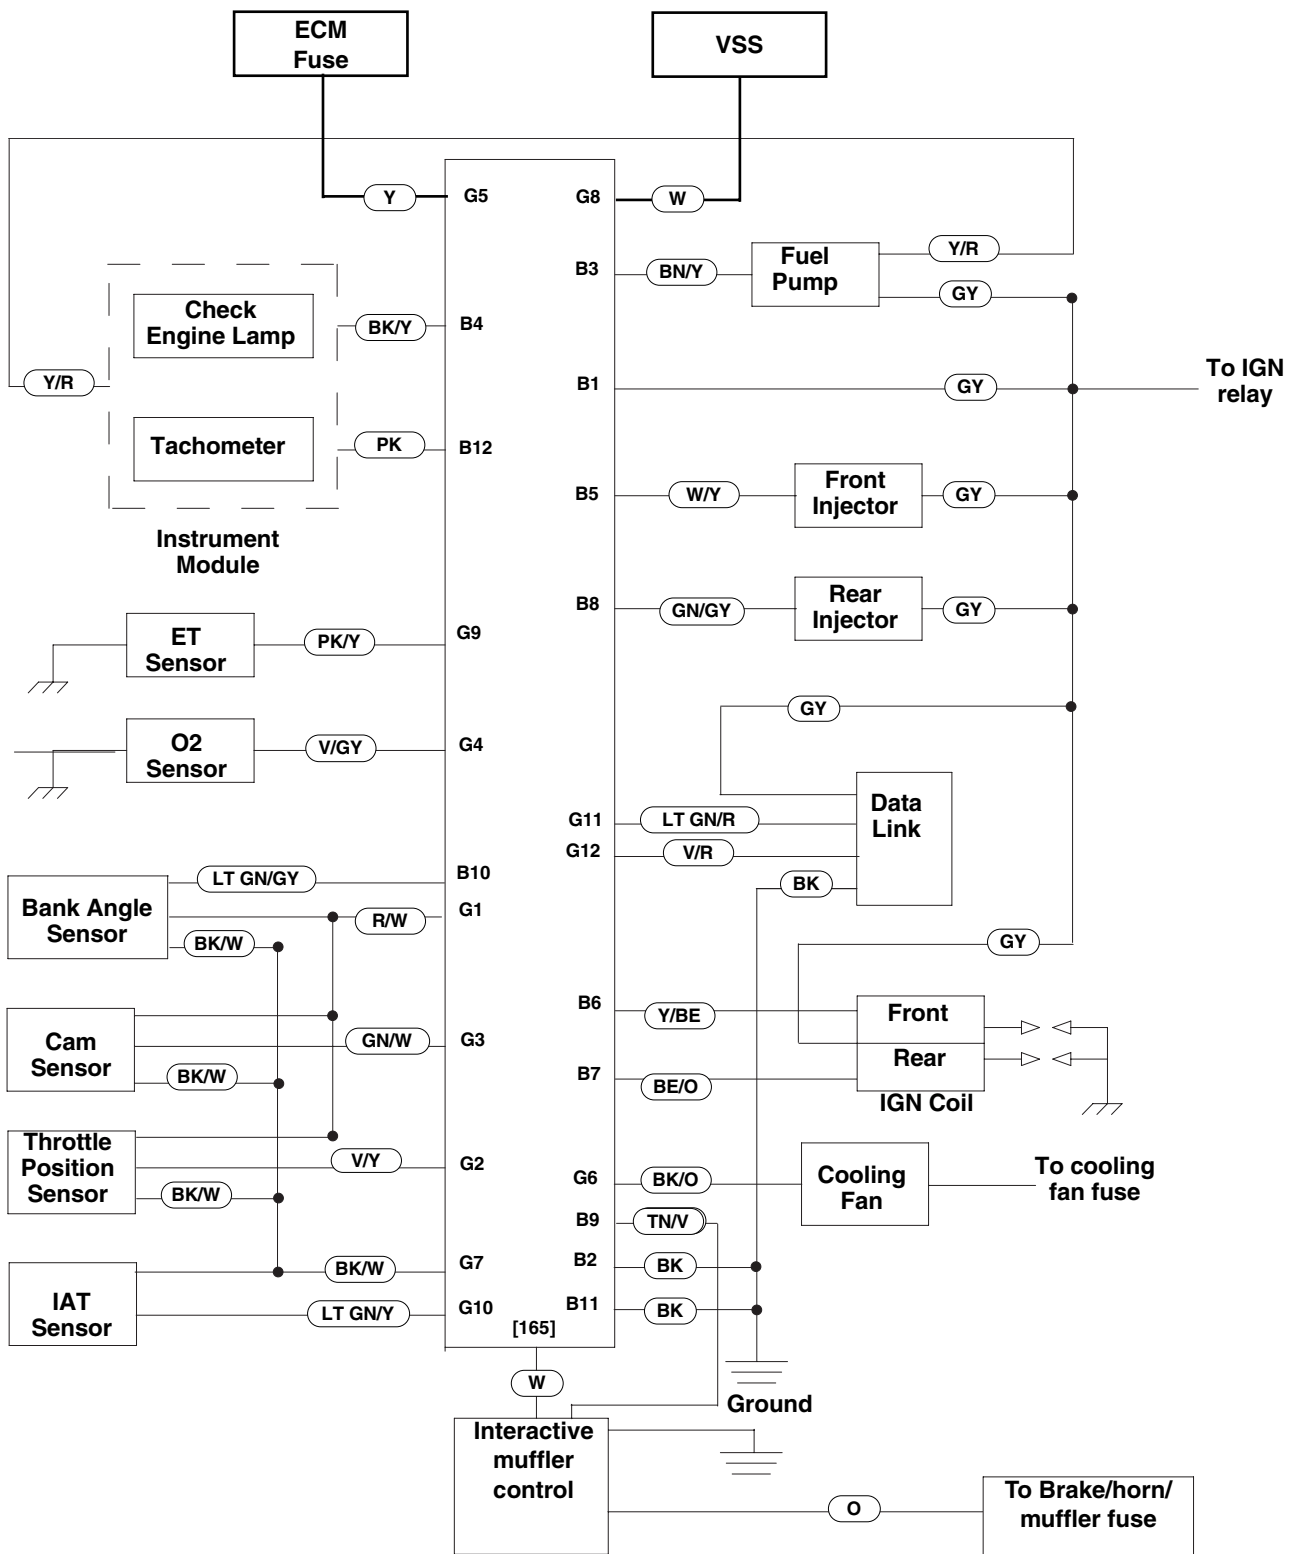 ECM
Fuse
VSS
Y
G5
G8
W
B3
BN/Y
Fuel
Pump
Y/R
GY
Check
Engine Lamp
BK/Y
B4
Y/R
B1
GY
To IGN
relay
Tachometer
PK
B12
B5
W/Y
Front
Injector
GY
Instrument
Module
B8
GN/GY
Rear
Injector
GY
ET
Sensor
PK/Y
G9
GY
O2
Sensor
V/GY
G4
Data
Link
G11
LT GN/R
G12
V/R
BK
LT GN/GY
B10
Bank Angle
Sensor
R/W
G1
BK/W
GY
B6
Y/BE
Front
Cam
Sensor
GN/W
G3
BK/W
B7
BE/O
Rear
IGN Coil
Throttle
Position
Sensor
V/Y
G2
BK/W
G6
BK/O
Cooling
Fan
To cooling
fan fuse
B9
TN/V
BK/W
G7
B2
BK
IAT
Sensor
LT GN/Y
G10
B11
BK
[165]
W
Ground
Interactive
muffler
control
O
To Brake/horn/
muffler fuse